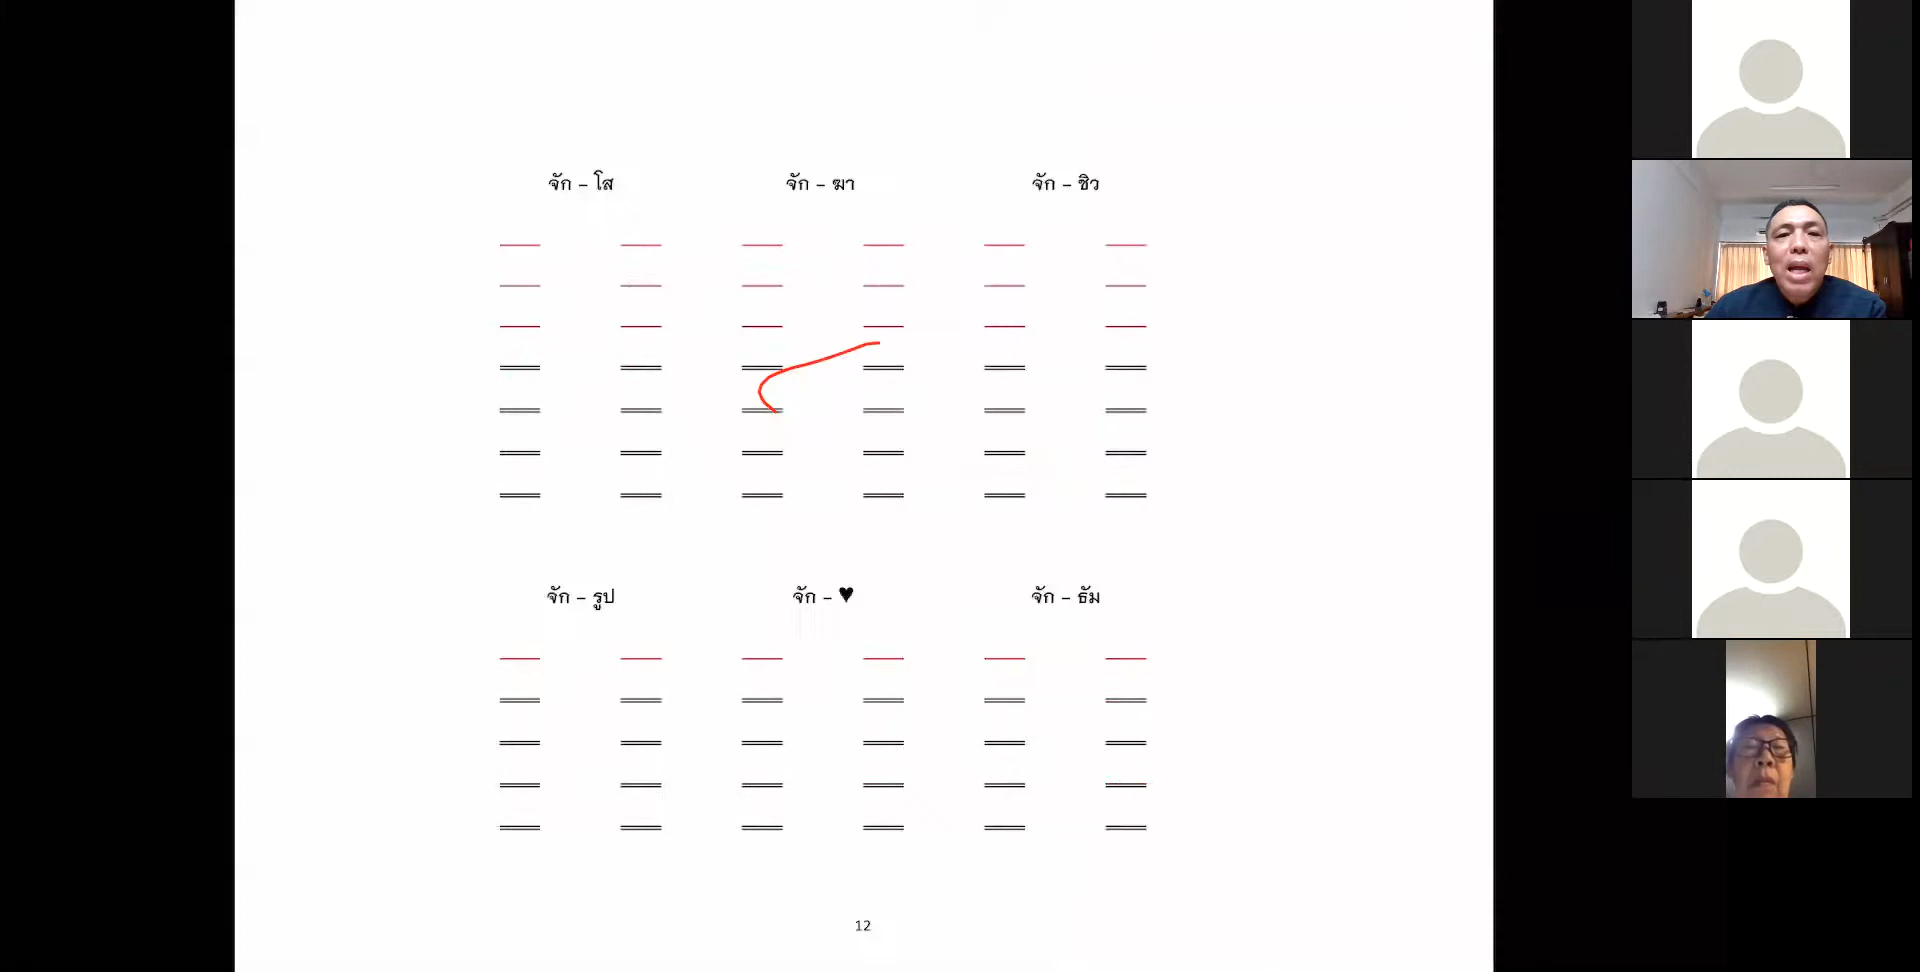 จัก – โส จัก – ฆา จัก – ชิว
จัก – รูป จัก – ♥ จัก – ธัม
12